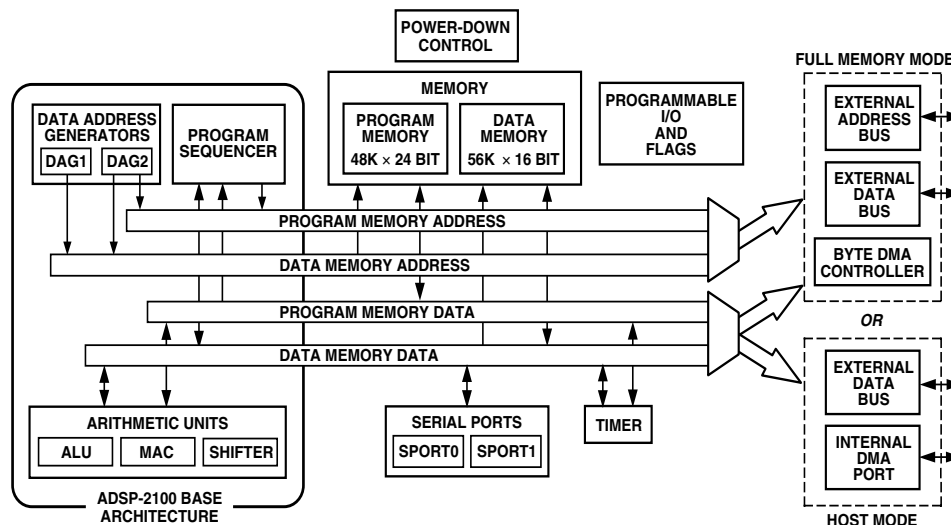 POWER-DOWN
CONTROL
FULL MEMORY MODE
MEMORY
PROGRAM
MEMORY
48K × 24 BIT
DATA
MEMORY
56K × 16 BIT
PROGRAMMABLE
I/O
AND
FLAGS
EXTERNAL
ADDRESS
BUS
DATA ADDRESS
GENERATORS
DAG1
DAG2
PROGRAM
SEQUENCER
EXTERNAL
DATA
BUS
PROGRAM MEMORY ADDRESS
DATA MEMORY ADDRESS
BYTE DMA
CONTROLLER
PROGRAM MEMORY DATA
OR
DATA MEMORY DATA
EXTERNAL
DATA
BUS
ARITHMETIC UNITS
ALU
MAC
SHIFTER
SERIAL PORTS
SPORT0
SPORT1
TIMER
INTERNAL
DMA
PORT
ADSP-2100 BASE
ARCHITECTURE
HOST MODE